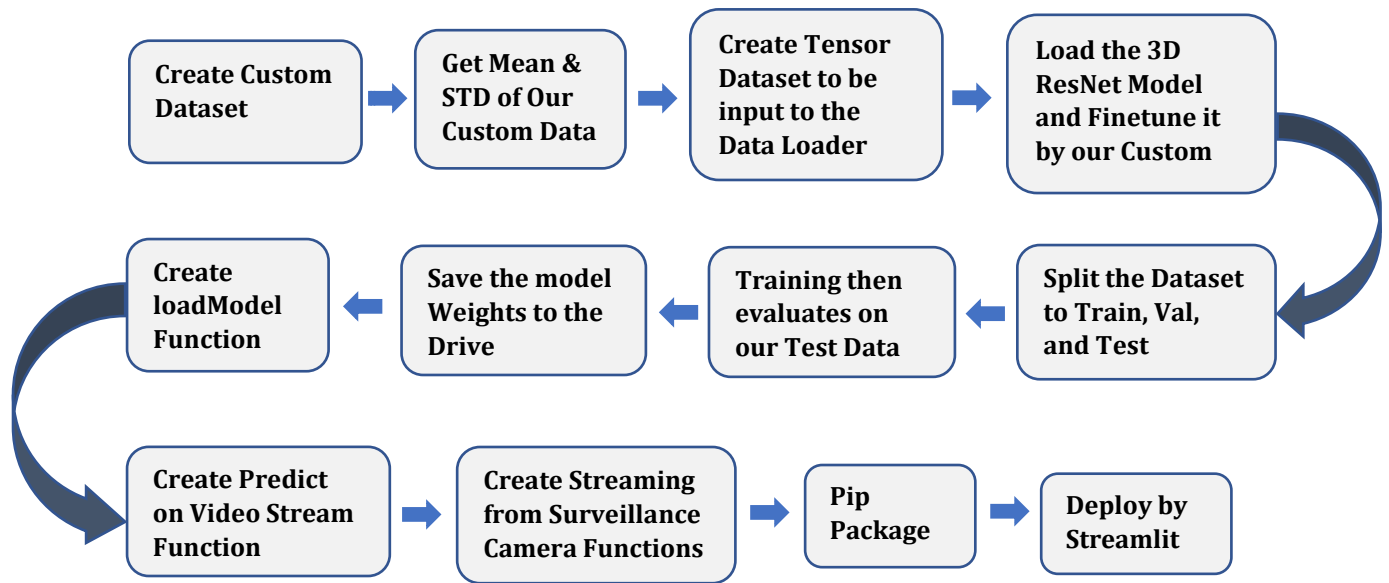 Create Custom
Dataset
Get Mean &
STD of Our
Custom Data
Create Tensor
Dataset to be
input to the
Data Loader
Load the 3D
ResNet Model
and Finetune it
by our Custom
Split the Dataset
to Train, Val,
and Test
Training then
evaluates on
our Test Data
Save the model
Weights to the
Drive
Create
loadModel
Function
Create Predict
on Video Stream
Function
Create Streaming
from Surveillance
Camera Functions
Pip
Package
Deploy by
Streamlit